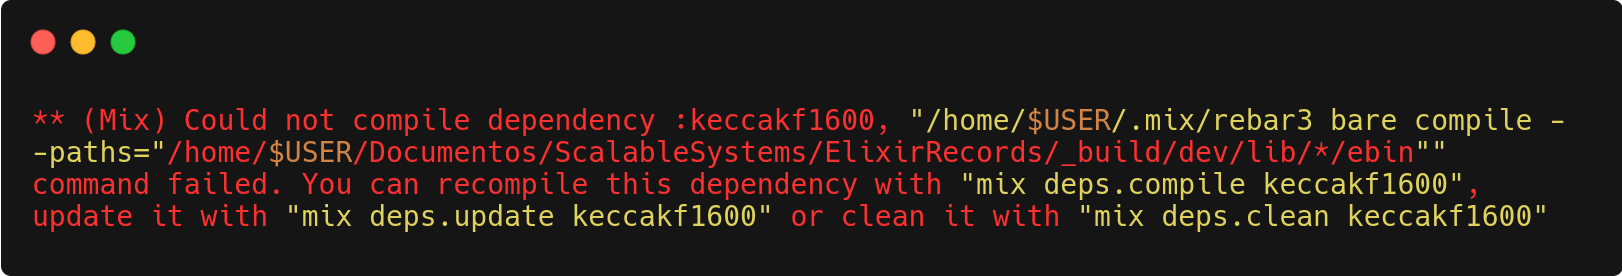 ** (Mix) Could not compile dependency :keccakf1600, "/home/$USER/.mix/rebar3 bare compile -
-paths="/home/$USER/Documentos/ScalableSystems/ElixirRecords/_build/dev/lib/*/ebin""
command failed. You can recompile this dependency with "mix deps.compile keccakf1600",
update it with "mix deps.update keccakf1600" or clean it with "mix deps.clean keccakf1600"